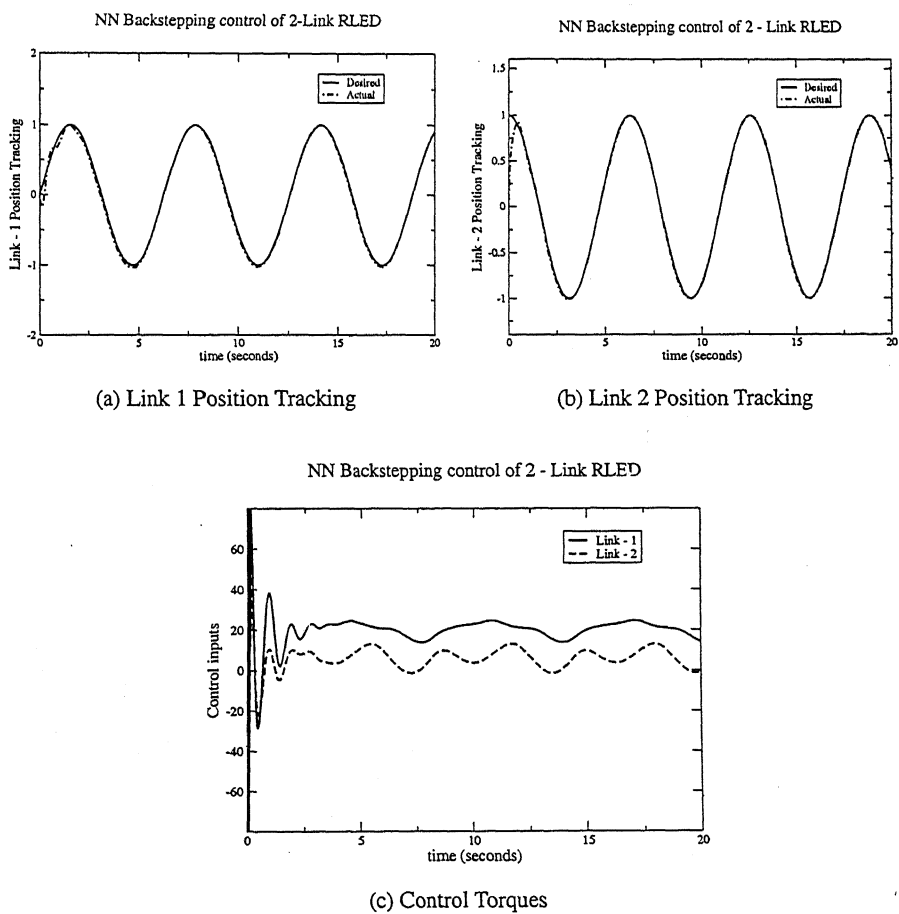 NN Backstepping control of 2-Link RLED
2
1
0
-1
-2
Link - 1 Position Tracking
Desired
Actual
0
5
10
15
20
time (seconds)
(a) Link 1 Position Tracking
NN Backstepping control of 2 - Link RLED
1.5
1
0.5
0
-0.5
-1
Link - 2 Position Tracking
Desired
Actual
0
5
10
15
20
time (seconds)
(b) Link 2 Position Tracking
NN Backstepping control of 2 - Link RLED
60
40
20
0
-20
-40
-60
Control inputs
Link - 1
Link - 2
0
5
10
15
20
time (seconds)
(c) Control Torques